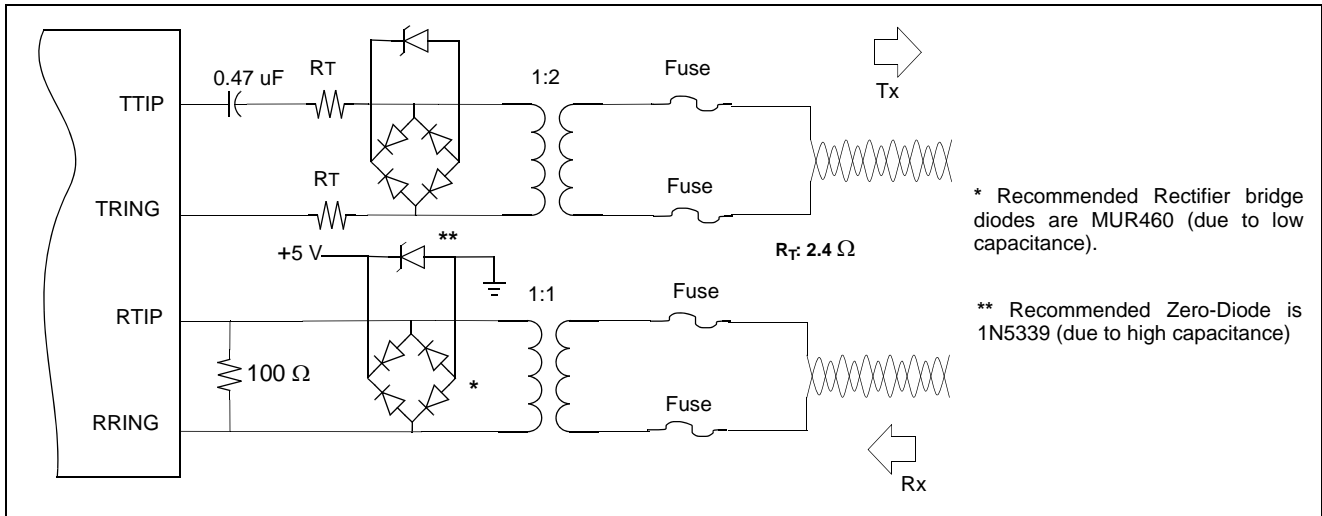 0.47 uF
RT
1:2
Fuse
Tx
TTIP
RT
Fuse
TRING
* Recommended Rectifier bridge
diodes are MUR460 (due to low
capacitance).
**
+5 V
RT: 2.4 Ω
1:1
Fuse
RTIP
** Recommended Zero-Diode is
1N5339 (due to high capacitance)
100 Ω
*
Fuse
RRING
Rx